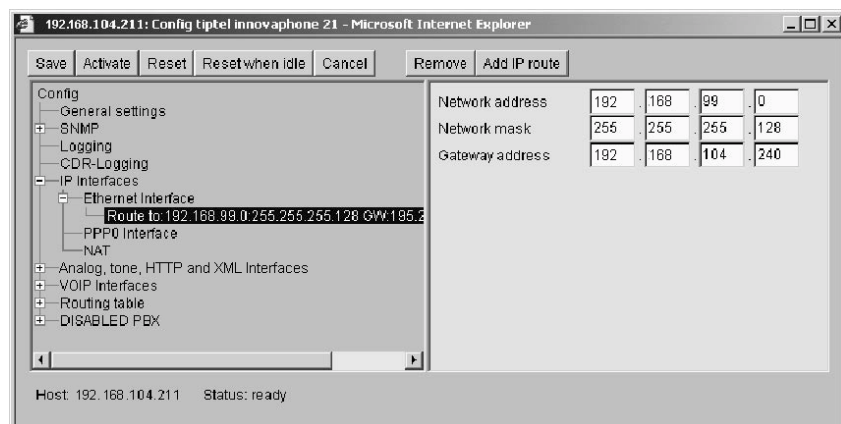 192.168.104.211: Config tiptel innovaphone 21 - Microsoft Internet Explorer
Save Activate Reset Reset when idle Cancel Remove Add IP route
Config
General settings
SNMP
Logging
CDR-Logging
IP Interfaces
Ethernet Interface
Route to:192.168.99.0:255.255.255.128 GW:195.2
PPP0 Interface
NAT
Analog, tone, HTTP and XML Interfaces
VOIP Interfaces
Routing table
DISABLED PBX
Network address 192 . 168 . 99 . 0
Network mask 255 . 255 . 255 . 128
Gateway address 192 . 168 . 104 . 240
Host: 192.168.104.211 Status: ready